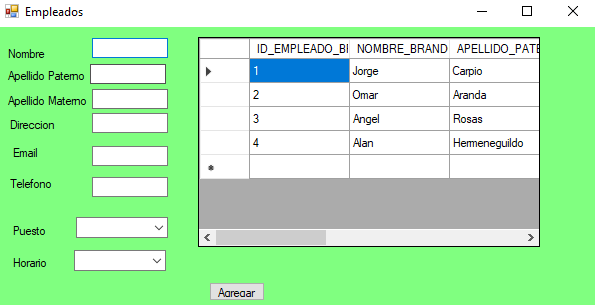 Empleados
Nombre
Apellido Paterno
Apellido Materno
Direccion
Email
Telefono
Puesto
Horario
ID_EMPLEADO_BI NOMBRE_BRAND APELLIDO_PATE
1 Jorge Carpio
2 Omar Aranda
3 Angel Rosas
4 Alan Hermeneguildo
Agregar